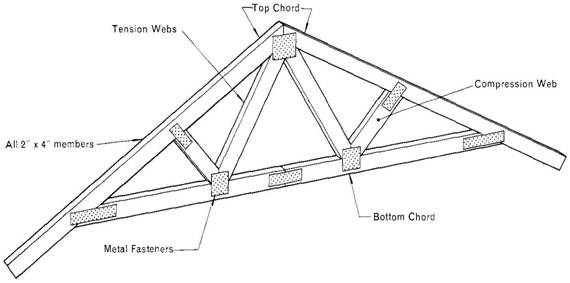 Top Chord
Tension Webs
Compression Web
All 2" x 4" members
Bottom Chord
Metal Fasteners